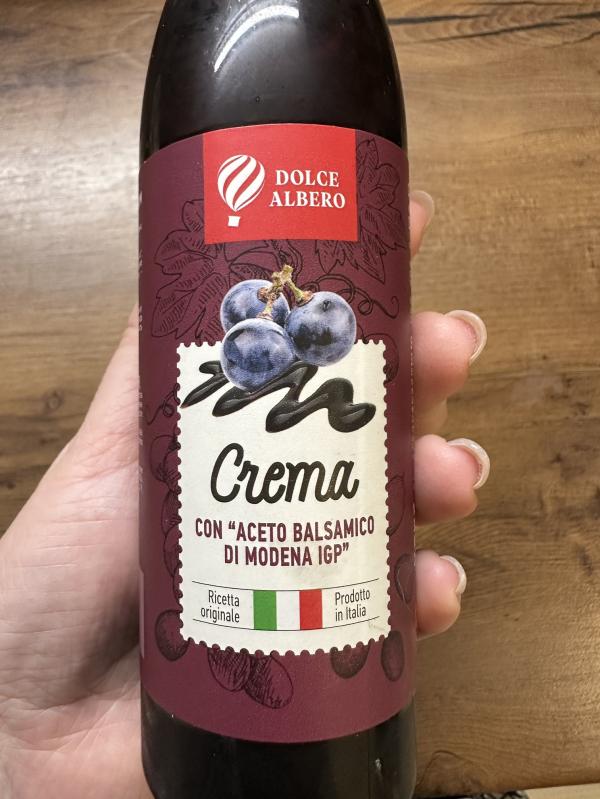 DOLCE
ALBERO
Crema
CON “ACETO BALSAMICO
DI MODENA IGP”
Ricetta
originale
Prodotto
in Italia